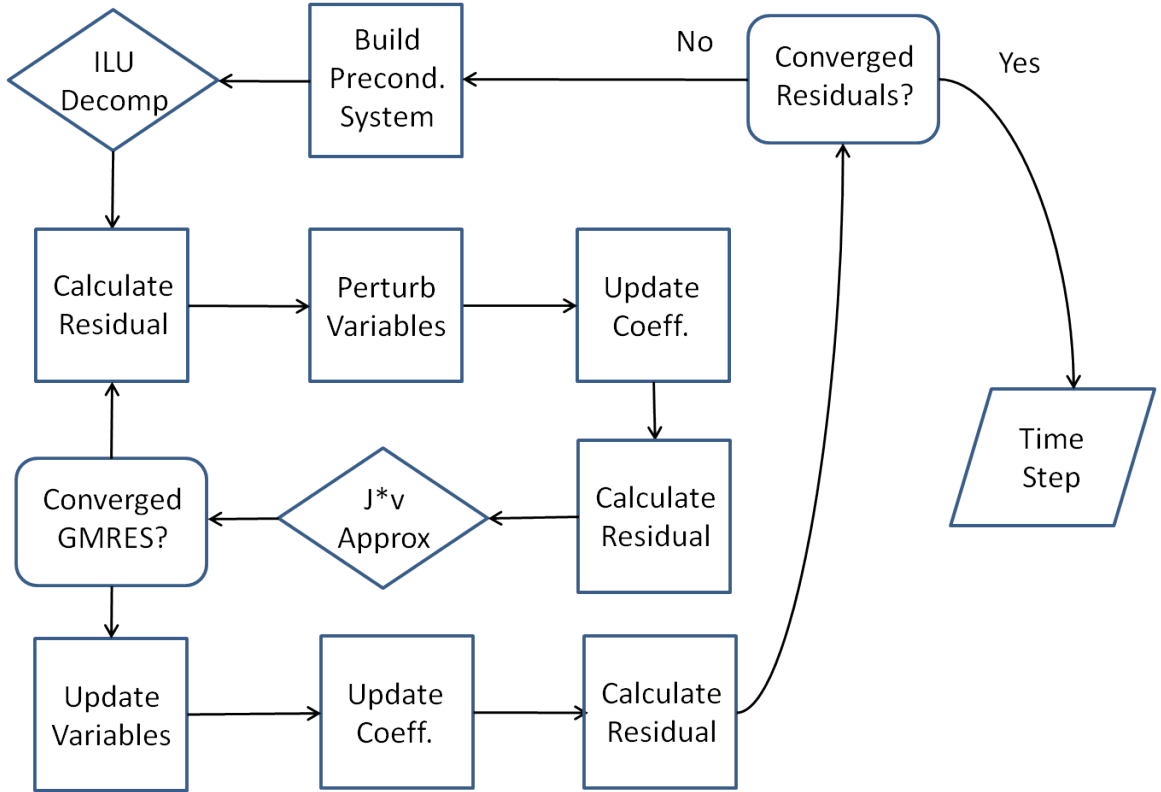 ILU
Decomp
Build
Precond.
System
No
Converged
Residuals?
Yes
Calculate
Residual
Perturb
Variables
Update
Coeff.
Time
Step
Converged
GMRES?
J*v
Approx
Calculate
Residual
Update
Variables
Update
Coeff.
Calculate
Residual